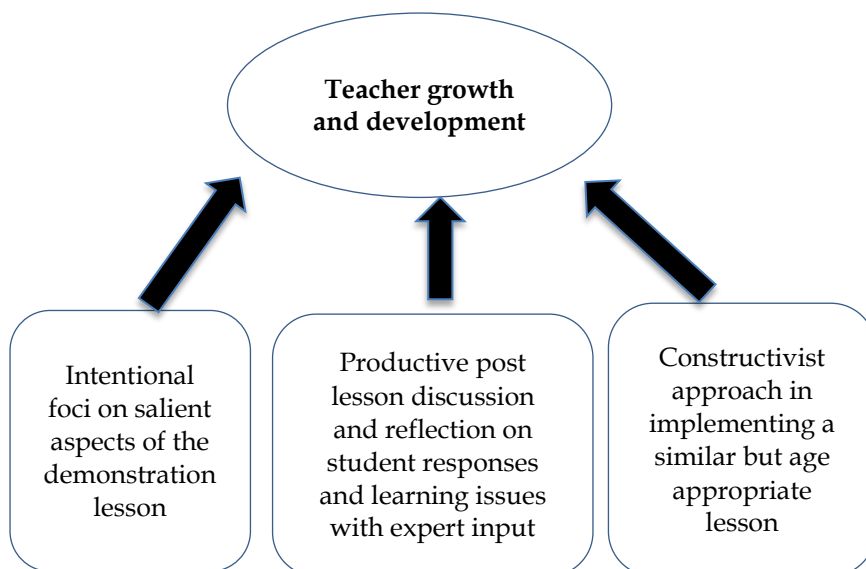 Teacher growth
and development
Intentional
foci on salient
aspects of the
demonstration
lesson
Productive post
lesson discussion
and reflection on
student responses
and learning issues
with expert input
Constructivist
approach in
implementing a
similar but age
appropriate
lesson